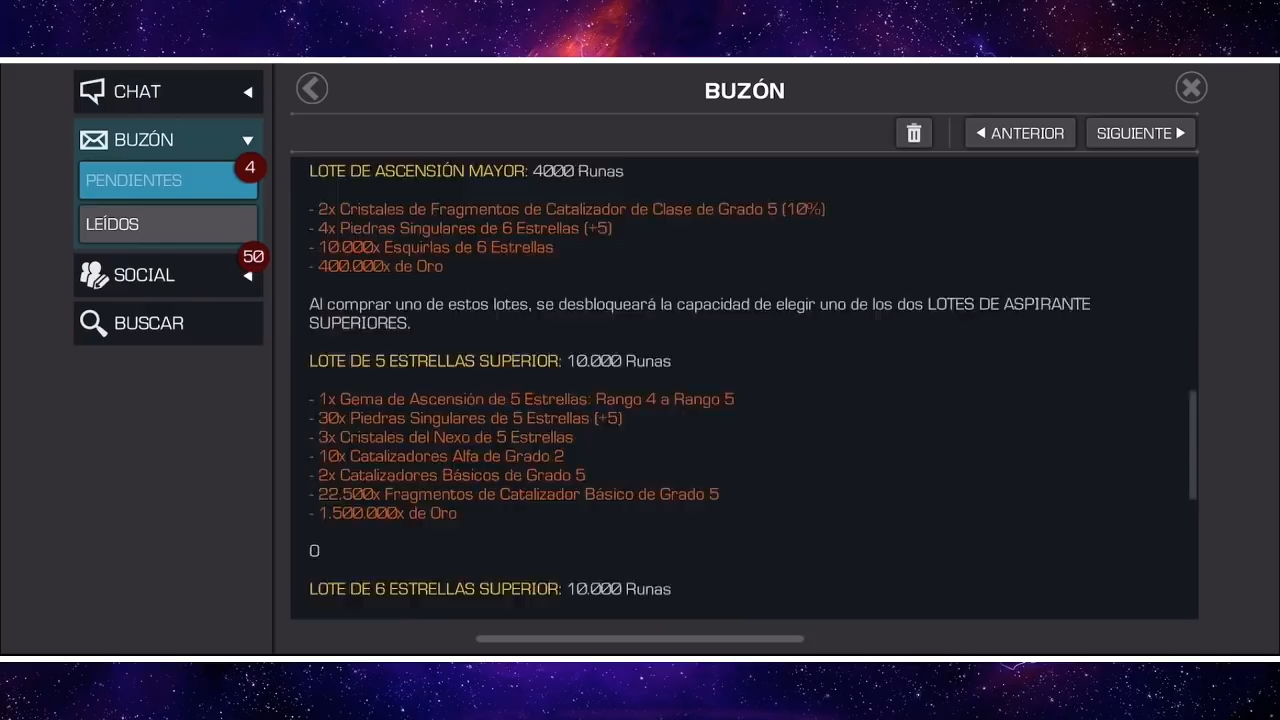 CHAT
BUZÓN
4
PENDIENTES
LEÍDOS
50
SOCIAL
BUSCAR
BUZÓN
ANTERIOR
SIGUIENTE
LOTE DE ASCENSIÓN MAYOR: 4000 Runas
- 2x Cristales de Fragmentos de Catalizador de Clase de Grado 5 (10%)
- 4x Piedras Singulares de 6 Estrellas (+5)
- 10.000x Esquirlas de 6 Estrellas
- 400.000x de Oro
Al comprar uno de estos lotes, se desbloqueará la capacidad de elegir uno de los dos LOTES DE ASPIRANTE
SUPERIORES.
LOTE DE 5 ESTRELLAS SUPERIOR: 10.000 Runas
- 1x Gema de Ascensión de 5 Estrellas: Rango 4 a Rango 5
- 30x Piedras Singulares de 5 Estrellas (+5)
- 3x Cristales del Nexo de 5 Estrellas
- 10x Catalizadores Alfa de Grado 2
- 2x Catalizadores Básicos de Grado 5
- 22.500x Fragmentos de Catalizador Básico de Grado 5
- 1.500.000x de Oro
O
LOTE DE 6 ESTRELLAS SUPERIOR: 10.000 Runas